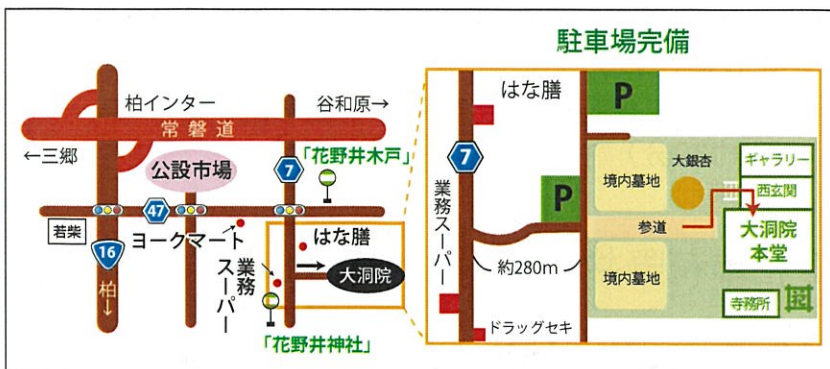 駐車場完備
柏インター
谷和原→
常磐道
←三郷
公設市場
7
「花野井木戸」
47
若柴
ヨークマート
はな膳
16
柏→
業務
スーパー
大洞院
「花野井神社」
はな膳
P
7
大銀杏
ギャラリー
境内墓地
西玄関
P
業務スーパー
参道
大洞院
本堂
約280m
境内墓地
寺務所
ドラッグセキ